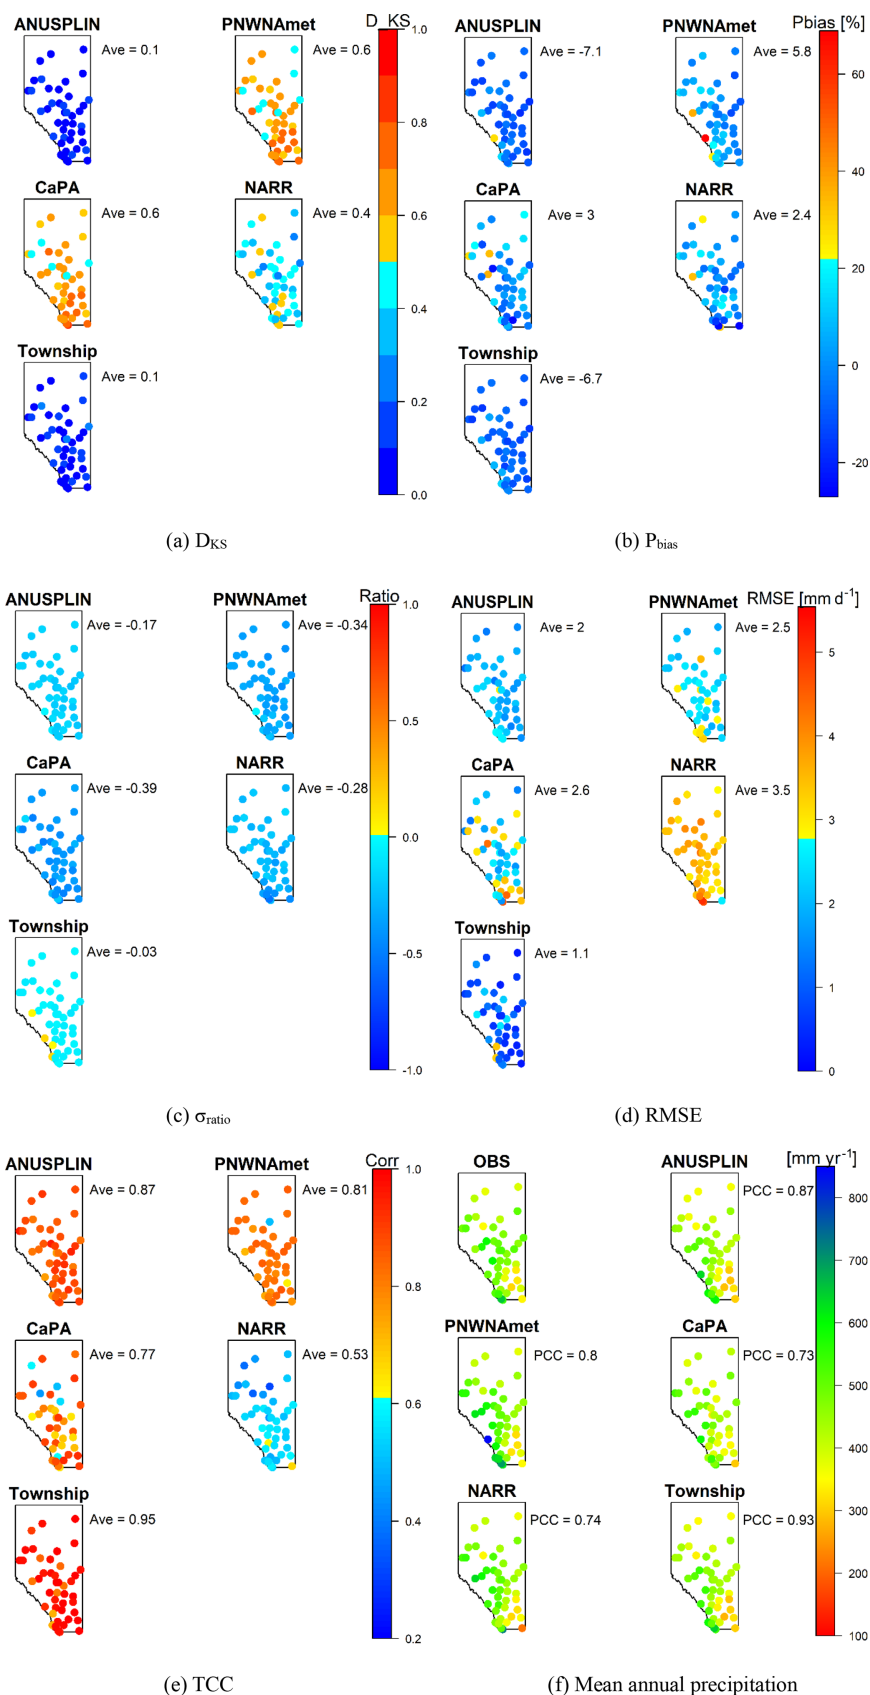 ANUSPLIN
PNWNAmet
D_KS
Ave = 0.1
Ave = 0.6
CaPA
NARR
Ave = 0.6
Ave = 0.4
Township
Ave = 0.1
1.0
0.8
0.6
0.4
0.2
0.0
(a) DKS
ANUSPLIN
PNWNAmet
Pbias [%]
Ave = -7.1
Ave = 5.8
CaPA
NARR
Ave = 3
Ave = 2.4
Township
Ave = -6.7
60
40
20
0
-20
(b) Pbias
ANUSPLIN
PNWNAmet
Ratio
Ave = -0.17
Ave = -0.34
CaPA
NARR
Ave = -0.39
Ave = -0.28
Township
Ave = -0.03
1.0
0.5
0.0
-0.5
-1.0
(c) σratio
ANUSPLIN
PNWNAmet
RMSE [mm d-1]
Ave = 2
Ave = 2.5
CaPA
NARR
Ave = 2.6
Ave = 3.5
Township
Ave = 1.1
5
4
3
2
1
0
(d) RMSE
ANUSPLIN
PNWNAmet
Corr
Ave = 0.87
Ave = 0.81
CaPA
NARR
Ave = 0.77
Ave = 0.53
Township
Ave = 0.95
1.0
0.8
0.6
0.4
0.2
(e) TCC
OBS
ANUSPLIN
[mm yr-1]
PCC = 0.87
PNWNAmet
CaPA
PCC = 0.8
PCC = 0.73
NARR
Township
PCC = 0.74
PCC = 0.93
800
700
600
500
400
300
200
100
(f) Mean annual precipitation